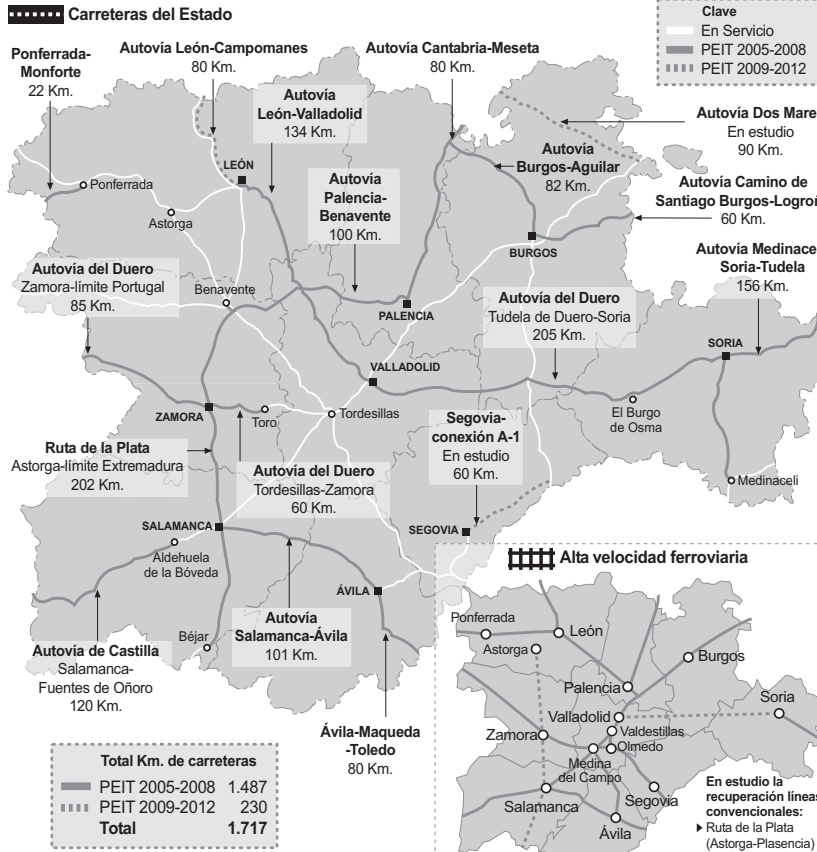 Carreteras del Estado
Clave
En Servicio
PEIT 2005-2008
PEIT 2009-2012
Ponferrada-
Monforte
22 Km.
Autovía León-Campomanes
80 Km.
Autovía Cantabria-Meseta
80 Km.
Autovía
León-Valladolid
134 Km.
Autovía Dos Mare
En estudio
90 Km.
Autovía
Burgos-Aguilar
82 Km.
LEÓN
Ponferrada
Autovía
Palencia-
Benavente
100 Km.
Autovía Camino de
Santiago Burgos-Logro
60 Km.
Astorga
BURGOS
Autovía Medinace
Soria-Tudela
156 Km.
Autovía del Duero
Zamora-límite Portugal
85 Km.
Benavente
PALENCIA
Autovía del Duero
Tudela de Duero-Soria
205 Km.
SORIA
VALLADOLID
ZAMORA
Toro
Tordesillas
El Burgo
de Osma
Segovia-
conexión A-1
En estudio
60 Km.
Ruta de la Plata
Astorga-límite Extremadura
202 Km.
Autovía del Duero
Tordesillas-Zamora
60 Km.
Medinaceli
SALAMANCA
SEGOVIA
Aldehuela
de la Bóveda
ÁVILA
Autovía
Salamanca-Ávila
101 Km.
Béjar
Autovía de Castilla
Salamanca-
Fuentes de Oñoro
120 Km.
Ávila-Maqueda
-Toledo
80 Km.
Total Km. de carreteras
PEIT 2005-2008 1.487
PEIT 2009-2012 230
Total 1.717
Alta velocidad ferroviaria
Ponferrada
León
Astorga
Burgos
Palencia
Soria
Valladolid
Zamora
Valdestillas
Olmedo
Medina
del Campo
Salamanca
Segovia
Ávila
En estudio la
recuperación líneas
convencionales:
Ruta de la Plata
(Astorga-Plasencia)